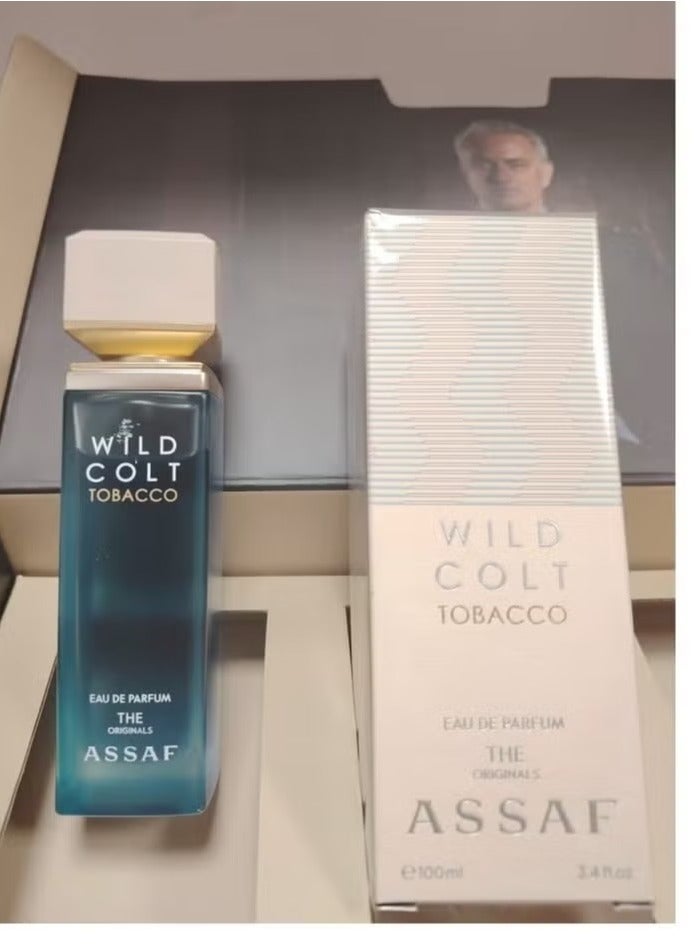 WILD
COLT
TOBACCO
EAU DE PARFUM
THE
ORIGINALS
ASSAF
WILD
COLT
TOBACCO
EAU DE PARFUM
THE
ORIGINALS
ASSAF
℮100ml 3.4 fl.oz